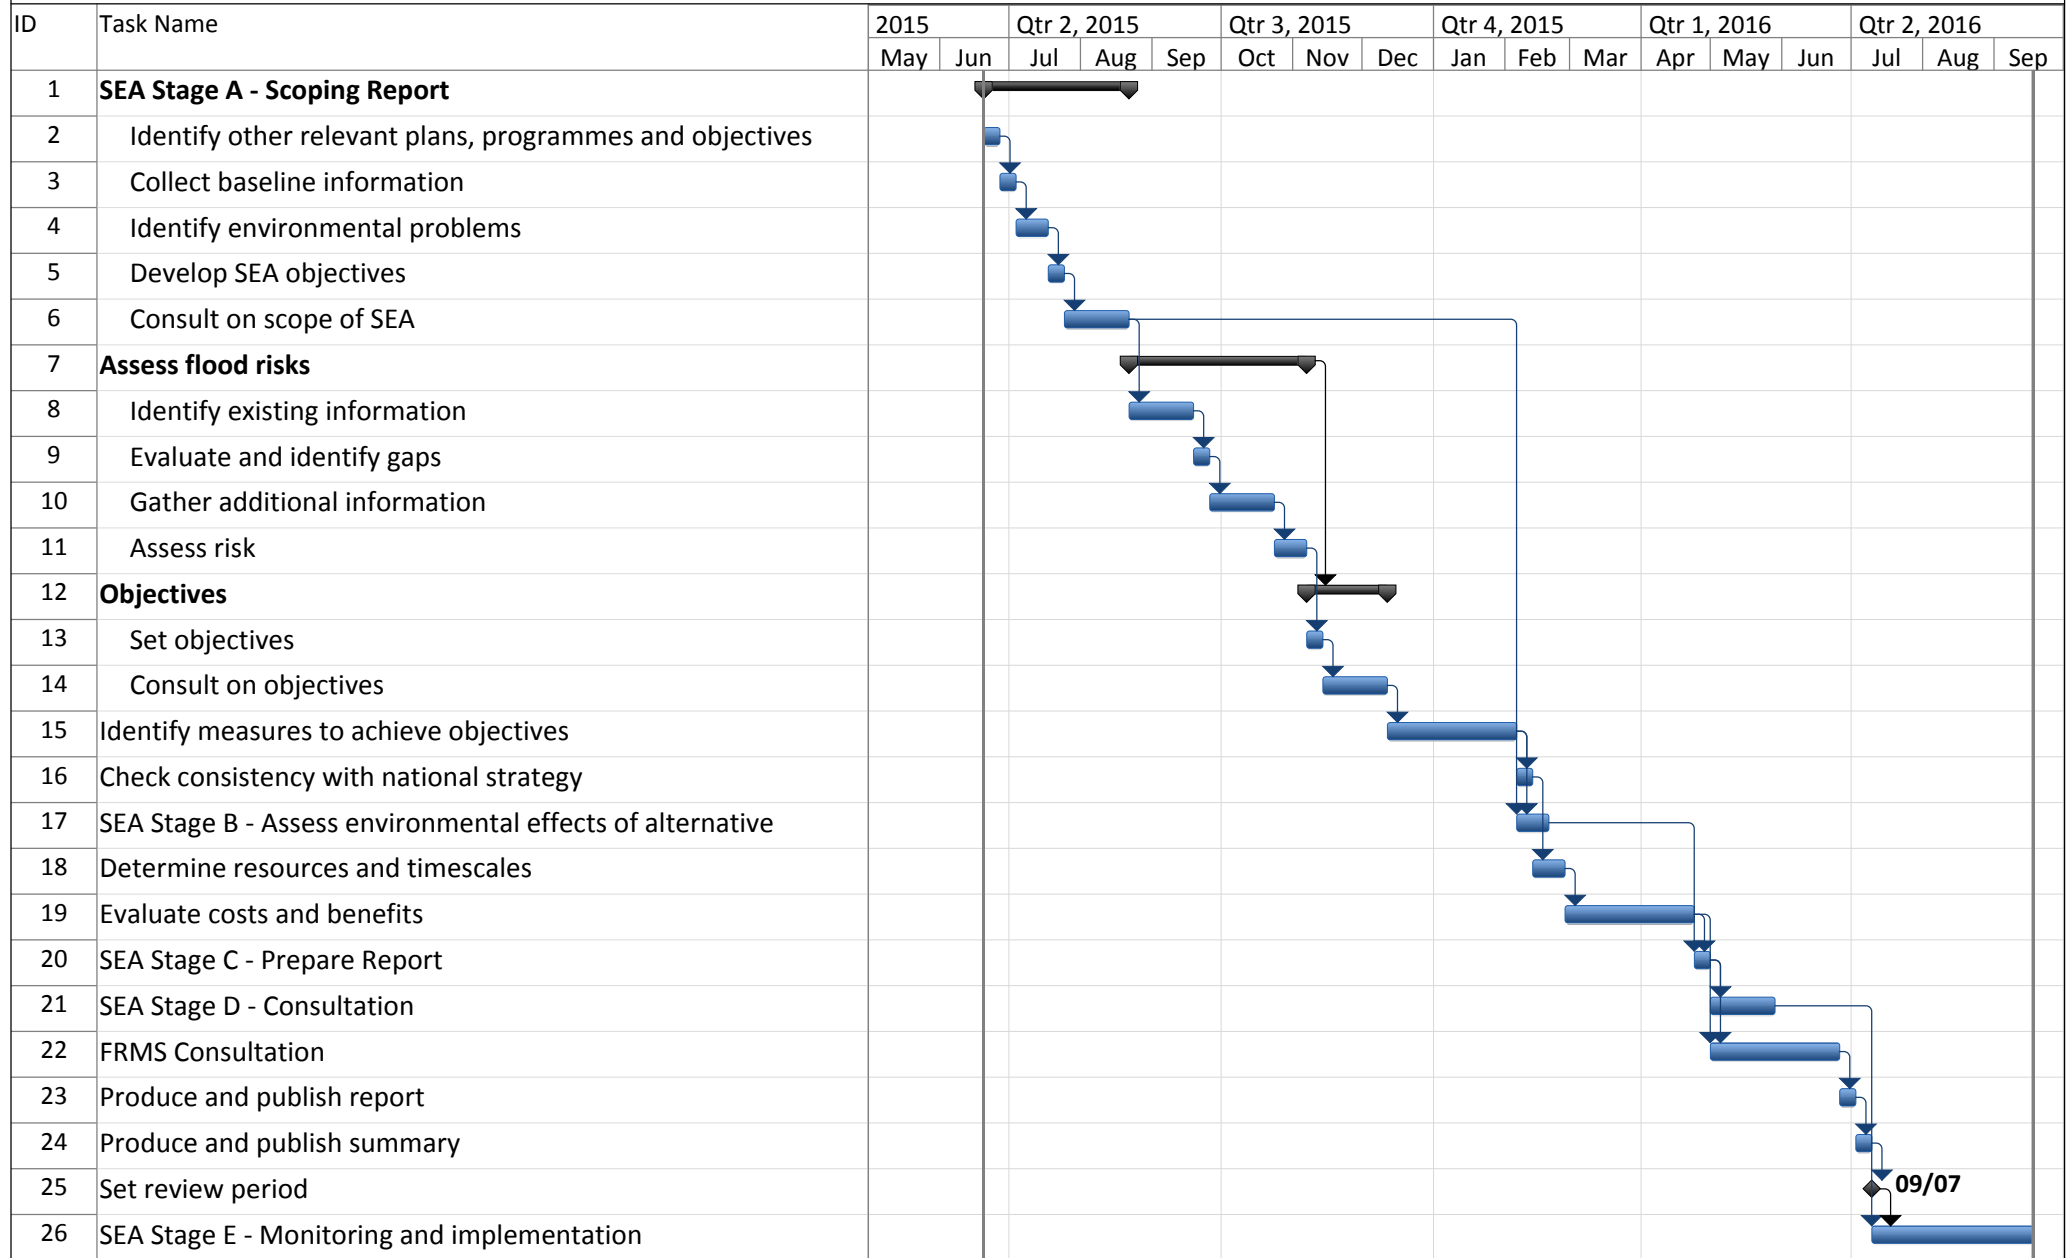 ID Task Name 2015 Qtr 2, 2015 Qtr 3, 2015 Qtr 4, 2015 Qtr 1, 2016 Qtr 2, 2016
May Jun Jul Aug Sep Oct Nov Dec Jan Feb Mar Apr May Jun Jul Aug Sep
1 SEA Stage A - Scoping Report
2 Identify other relevant plans, programmes and objectives
3 Collect baseline information
4 Identify environmental problems
5 Develop SEA objectives
6 Consult on scope of SEA
7 Assess flood risks
8 Identify existing information
9 Evaluate and identify gaps
10 Gather additional information
11 Assess risk
12 Objectives
13 Set objectives
14 Consult on objectives
15 Identify measures to achieve objectives
16 Check consistency with national strategy
17 SEA Stage B - Assess environmental effects of alternative
18 Determine resources and timescales
19 Evaluate costs and benefits
20 SEA Stage C - Prepare Report
21 SEA Stage D - Consultation
22 FRMS Consultation
23 Produce and publish report
24 Produce and publish summary
25 Set review period 09/07
26 SEA Stage E - Monitoring and implementation